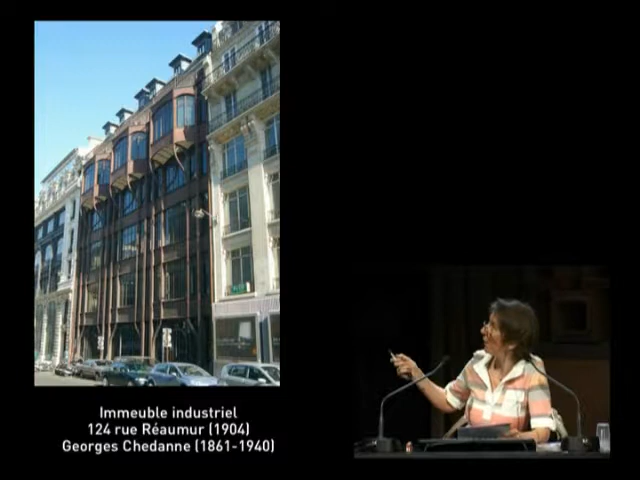 Immeuble industriel
124 rue Réaumur (1904)
Georges Chedanne (1861-1940)